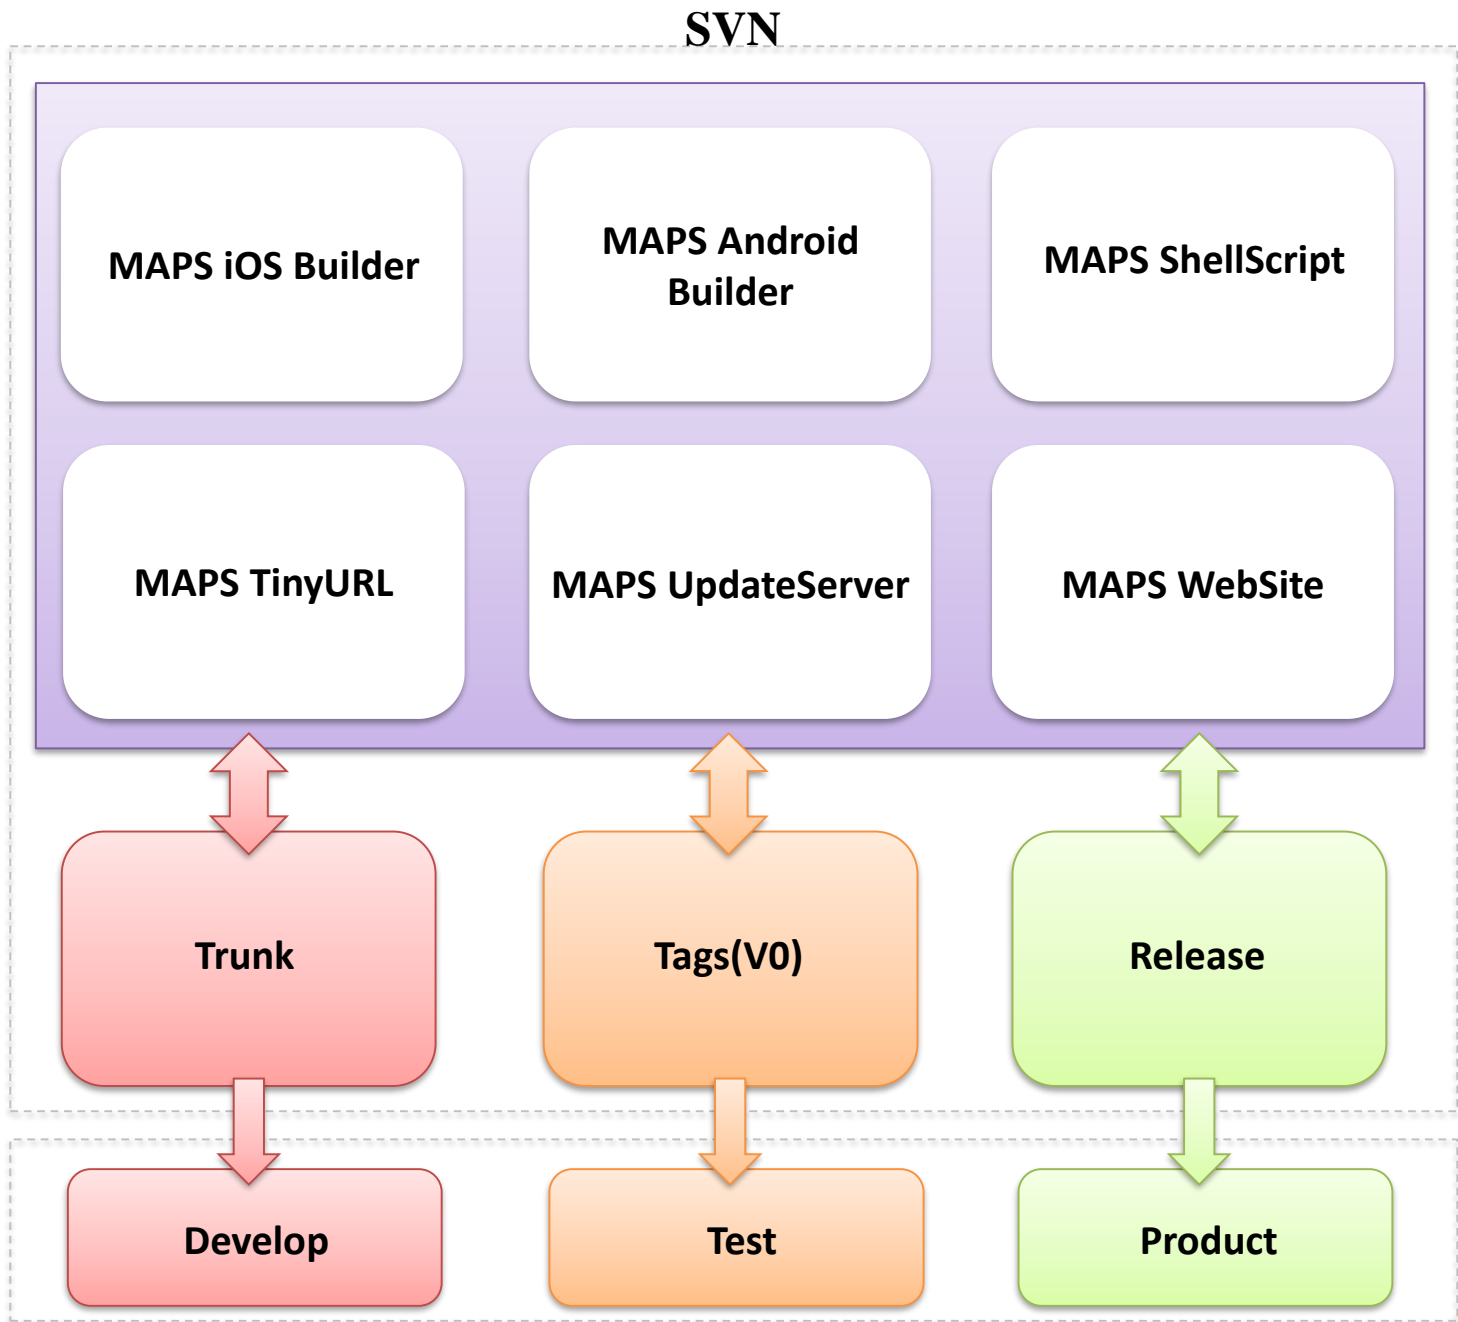 SVN
MAPS iOS Builder
MAPS Android
Builder
MAPS ShellScript
MAPS TinyURL
MAPS UpdateServer
MAPS WebSite
Trunk
Tags(V0)
Release
Develop
Test
Product